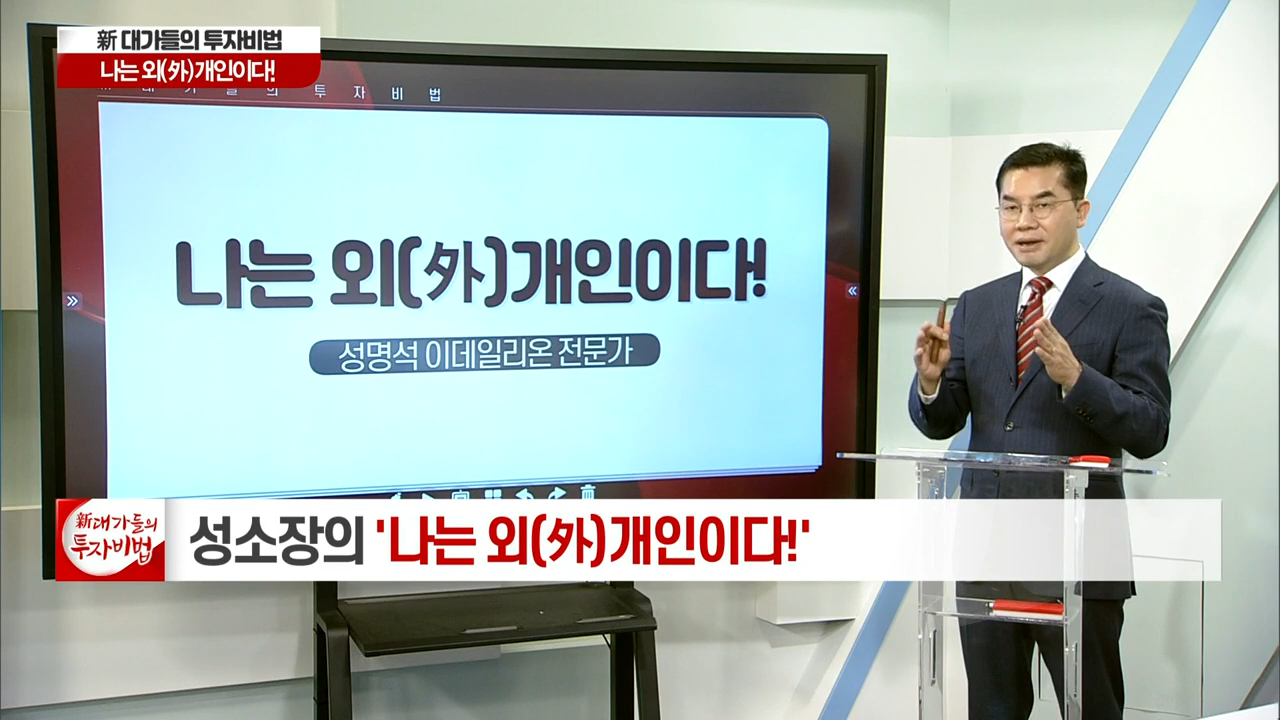 新 대가들의 투자비법
나는 외(外)개인이다!
新 대 가 들 의 투 자 비 법
나는 외(外)개인이다!
성명석 이데일리온 전문가
新 대가들의
투자비법
성소장의 '나는 외(外)개인이다!'